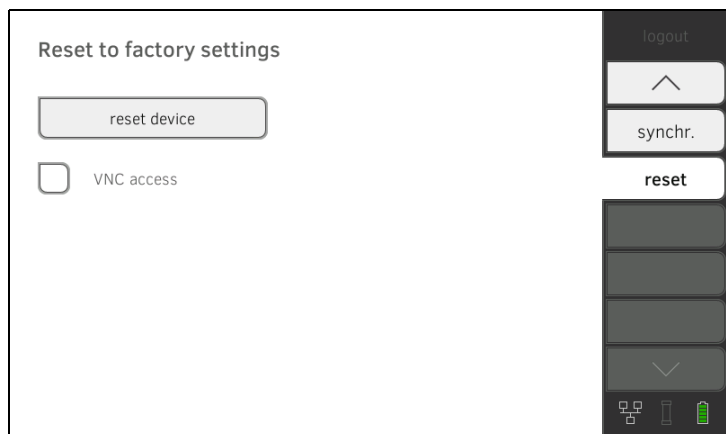 Reset to factory settings
reset device
VNC access
logout
synchr.
reset